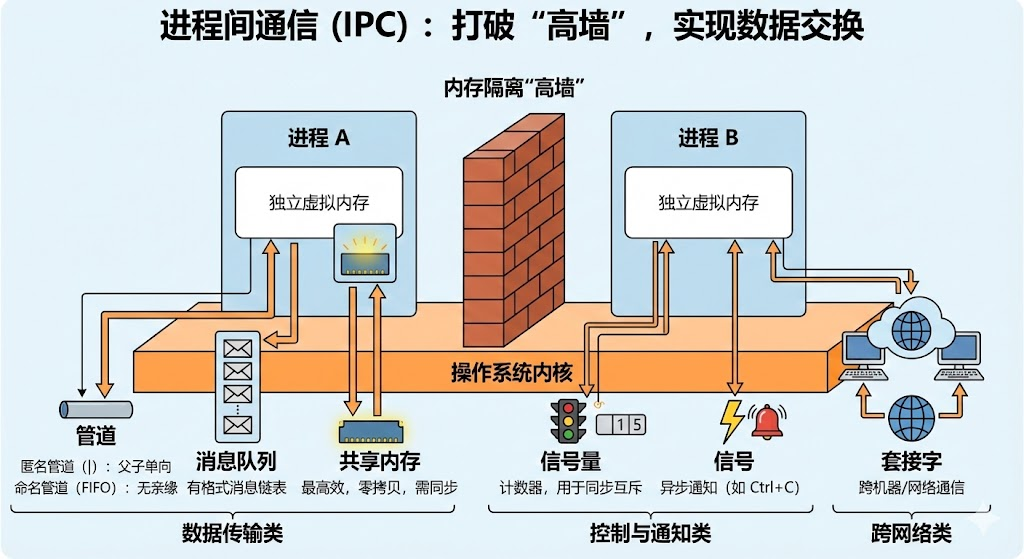 进程间通信 (IPC) ：打破“高墙”，实现数据交换
内存隔离“高墙”
进程 A
进程 B
独立虚拟内存
独立虚拟内存
操作系统内核
1 5
管道
匿名管道（|）：父子单向
命名管道（FIFO）：无亲缘
消息队列
有格式消息链表
共享内存
最高效，零拷贝，需同步
信号量
计数器，用于同步互斥
信号
异步通知（如 Ctrl+C）
套接字
跨机器/网络通信
数据传输类
控制与通知类
跨网络类